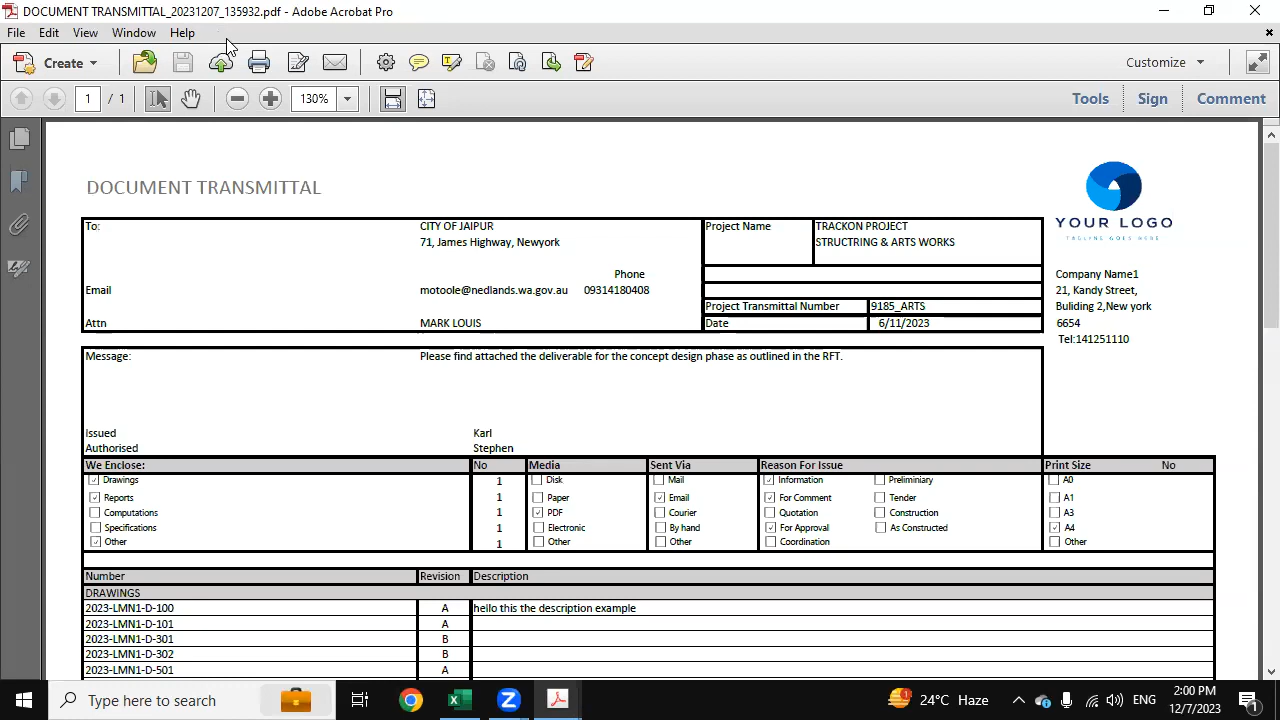 DOCUMENT TRANSMITTAL_20231207_135932.pdf - Adobe Acrobat Pro
File Edit View Window Help
Create Customize
1 / 1 130% Tools Sign Comment
DOCUMENT TRANSMITTAL
YOUR LOGO
TAGLINE GOES HERE
To: CITY OF JAIPUR Project Name TRACKON PROJECT
71, James Highway, Newyork STRUCTRING & ARTS WORKS
Phone Company Name1
Email motoole@nedlands.wa.gov.au 09314180408 21, Kandy Street,
Project Transmittal Number 9185_ARTS Buliding 2,New york
Attn MARK LOUIS Date 6/11/2023 6654
Tel:141251110
Message: Please find attached the deliverable for the concept design phase as outlined in the RFT.
Issued Karl
Authorised Stephen
We Enclose: No Media Sent Via Reason For Issue Print Size No
Drawings 1 Disk Mail Information Preliminiary A0
Reports 1 Paper Email For Comment Tender A1
Computations 1 PDF Courier Quotation Construction A3
Specifications 1 Electronic By hand For Approval As Constructed A4
Other 1 Other Other Coordination Other
Number Revision Description
DRAWINGS
2023-LMN1-D-100 A hello this the description example
2023-LMN1-D-101 A
2023-LMN1-D-301 B
2023-LMN1-D-302 B
2023-LMN1-D-501 A
Type here to search 1 24°C Haze ENG 2:00 PM 1
12/7/2023